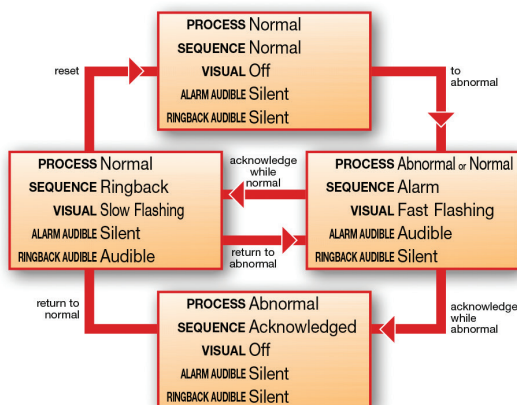 PROCESS Normal
SEQUENCE Normal
VISUAL Off
ALARM AUDIBLE Silent
RINGBACK AUDIBLE Silent
reset
to
abnormal
PROCESS Normal
SEQUENCE Ringback
VISUAL Slow Flashing
ALARM AUDIBLE Silent
RINGBACK AUDIBLE Audible
acknowledge
while
normal
return to
abnormal
PROCESS Abnormal or Normal
SEQUENCE Alarm
VISUAL Fast Flashing
ALARM AUDIBLE Audible
RINGBACK AUDIBLE Silent
return to
normal
PROCESS Abnormal
SEQUENCE Acknowledged
VISUAL Off
ALARM AUDIBLE Silent
RINGBACK AUDIBLE Silent
acknowledge
while
abnormal